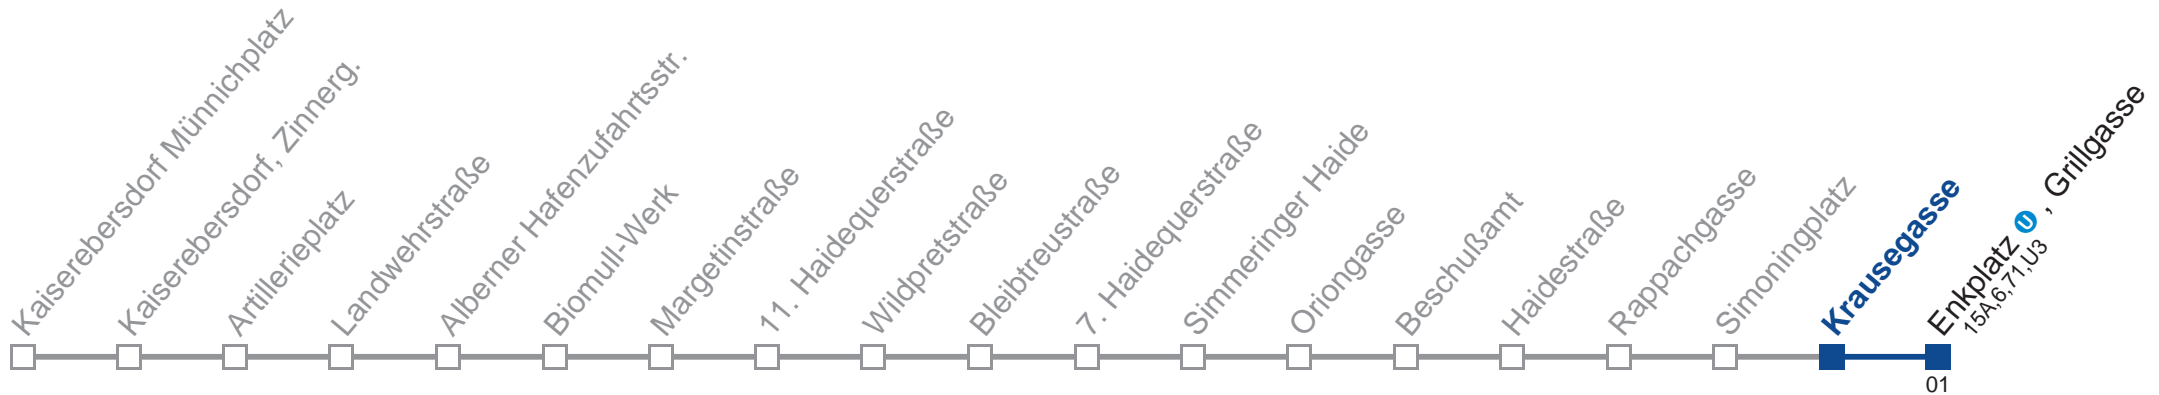 Kaiserebersdorf Münnichplatz
Kaiserebersdorf, Zinnerg.
Artillerieplatz
Landwehrstraße
Alberner Hafenzufahrtsstr.
Biomull-Werk
Margetinstraße
11. Haidequerstraße
Wildpretstraße
Bleibtreustraße
7. Haidequerstraße
Simmeringer Haide
Oriongasse
Beschußamt
Haidestraße
Rappachgasse
Simoningplatz
Krausegasse
Enkplatz U , Grillgasse
15A,6,71,U3
01